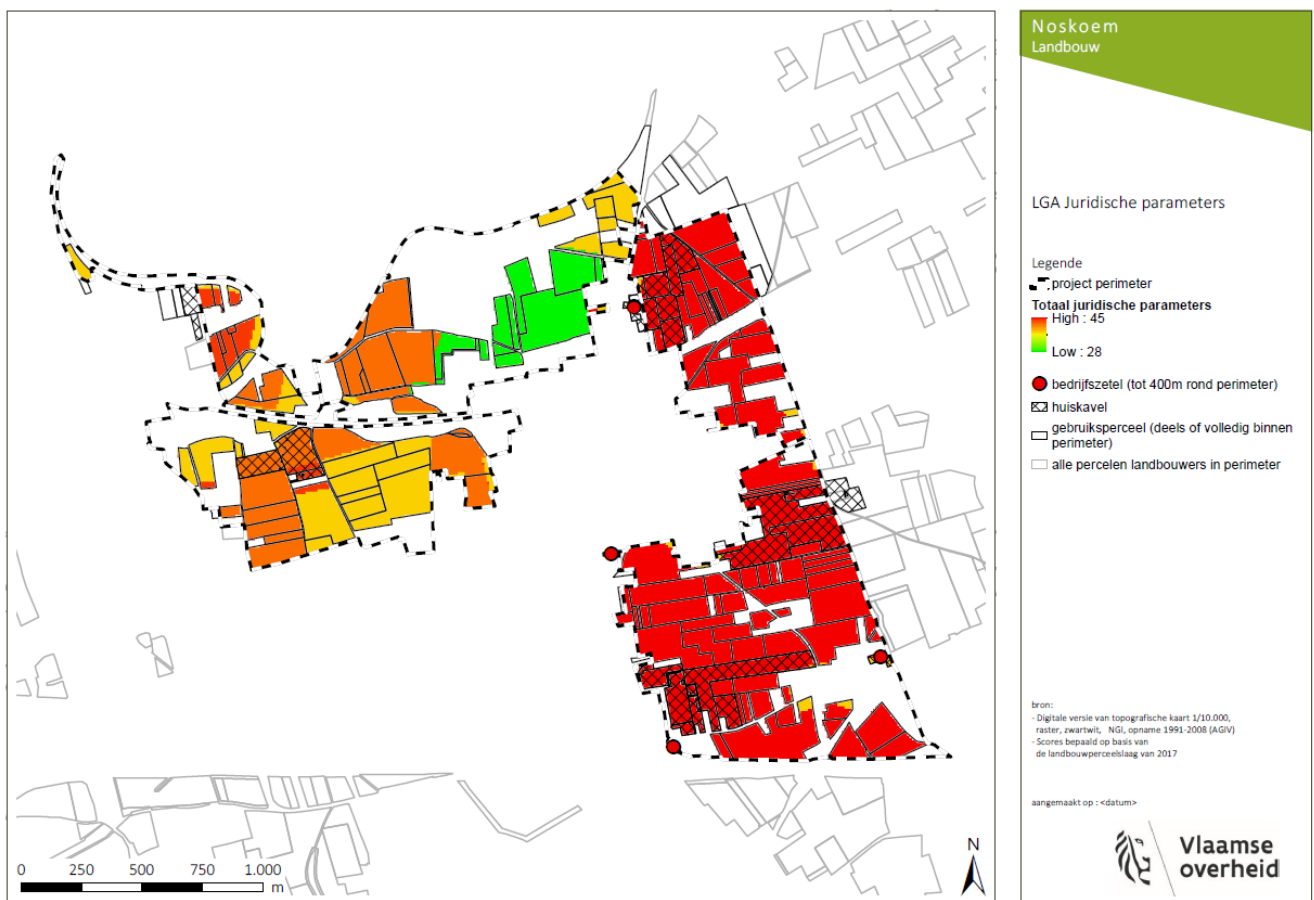 Noskoem
Landbouw
LGA Juridische parameters
Legende
project perimeter
Totaal juridische parameters
High : 45
Low : 28
bedrijfszetel (tot 400m rond perimeter)
huiskavel
gebruiksperceel (deels of volledig binnen
perimeter)
alle percelen landbouwers in perimeter
bron:
- Digitale versie van topografische kaart 1/10.000,
raster, zwartwit, NGI, opname 1991-2008 (AGIV)
- Scores bepaald op basis van
de landbouwperceelslaag van 2017
aangemaakt op : <datum>
Vlaamse
overheid
0 250 500 750 1.000
m
N